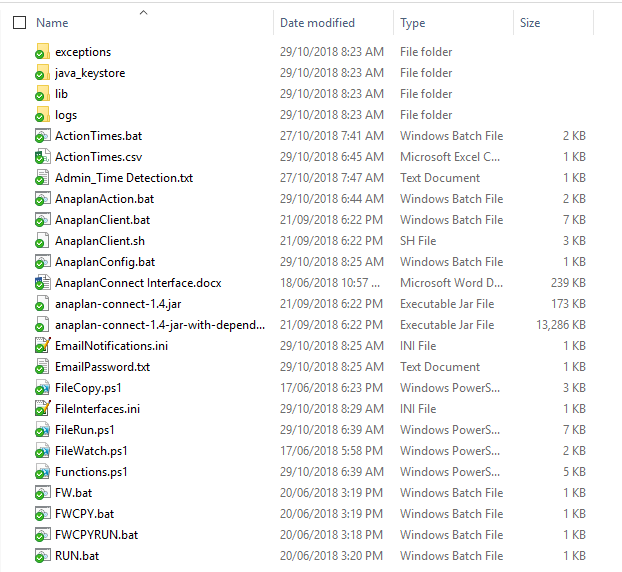 Name Date modified Type Size
exceptions 29/10/2018 8:23 AM File folder
java_keystore 29/10/2018 8:23 AM File folder
lib 29/10/2018 8:23 AM File folder
logs 29/10/2018 8:23 AM File folder
ActionTimes.bat 27/10/2018 7:41 AM Windows Batch File 2 KB
ActionTimes.csv 29/10/2018 6:45 AM Microsoft Excel C... 1 KB
Admin_Time Detection.txt 27/10/2018 7:47 AM Text Document 1 KB
AnaplanAction.bat 29/10/2018 6:44 AM Windows Batch File 2 KB
AnaplanClient.bat 21/09/2018 6:22 PM Windows Batch File 7 KB
AnaplanClient.sh 21/09/2018 6:22 PM SH File 3 KB
AnaplanConfig.bat 29/10/2018 8:25 AM Windows Batch File 1 KB
AnaplanConnect Interface.docx 18/06/2018 10:57 ... Microsoft Word D... 239 KB
anaplan-connect-1.4.jar 21/09/2018 6:22 PM Executable Jar File 173 KB
anaplan-connect-1.4-jar-with-depend... 21/09/2018 6:22 PM Executable Jar File 13,286 KB
EmailNotifications.ini 29/10/2018 8:25 AM INI File 1 KB
EmailPassword.txt 29/10/2018 8:25 AM Text Document 1 KB
FileCopy.ps1 17/06/2018 6:23 PM Windows PowerS... 3 KB
FileInterfaces.ini 29/10/2018 8:29 AM INI File 1 KB
FileRun.ps1 29/10/2018 6:39 AM Windows PowerS... 7 KB
FileWatch.ps1 17/06/2018 5:58 PM Windows PowerS... 2 KB
Functions.ps1 29/10/2018 6:39 AM Windows PowerS... 5 KB
FW.bat 20/06/2018 3:19 PM Windows Batch File 1 KB
FWCPY.bat 20/06/2018 3:19 PM Windows Batch File 1 KB
FWCPYRUN.bat 20/06/2018 3:18 PM Windows Batch File 1 KB
RUN.bat 20/06/2018 3:20 PM Windows Batch File 1 KB